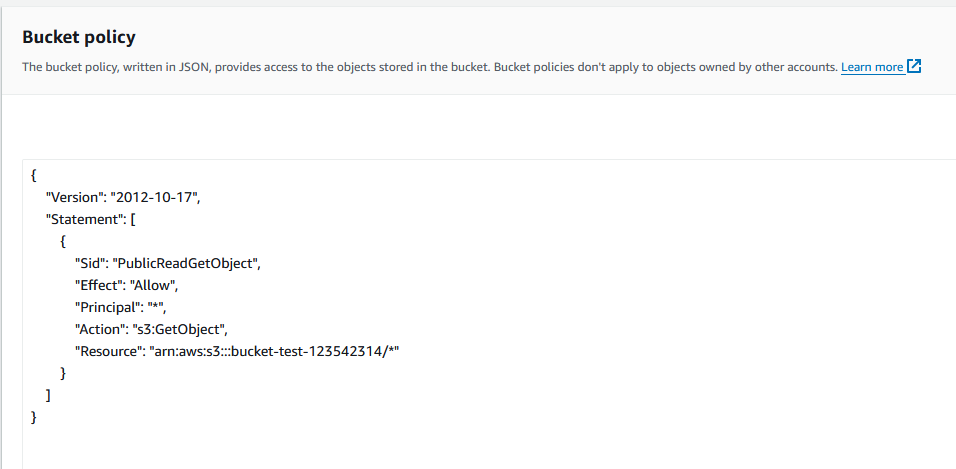 Bucket policy
The bucket policy, written in JSON, provides access to the objects stored in the bucket. Bucket policies don't apply to objects owned by other accounts. Learn more
{
"Version": "2012-10-17",
"Statement": [
{
"Sid": "PublicReadGetObject",
"Effect": "Allow",
"Principal": "*",
"Action": "s3:GetObject",
"Resource": "arn:aws:s3:::bucket-test-123542314/*"
}
]
}